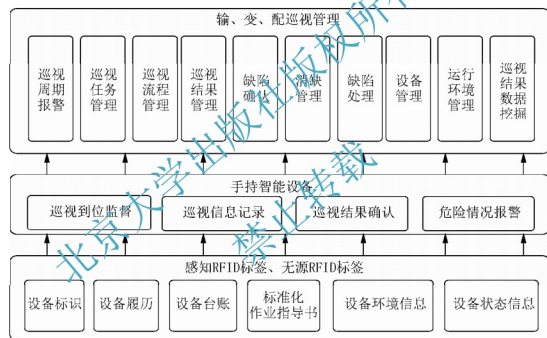 输、变、配巡视管理
巡视
周期
报警
巡视
任务
管理
巡视
流程
管理
巡视
结果
管理
缺陷
确认
消缺
管理
缺陷
处理
设备
管理
运行
环境
管理
巡视
结果
数据
挖掘
手持智能设备
巡视到位监督
巡视信息记录
巡视结果确认
危险情况报警
感知RFID标签、无源RFID标签
设备标识
设备履历
设备台账
标准化
作业指导书
设备环境信息
设备状态信息
北京大学出版社版权所有
禁止转载